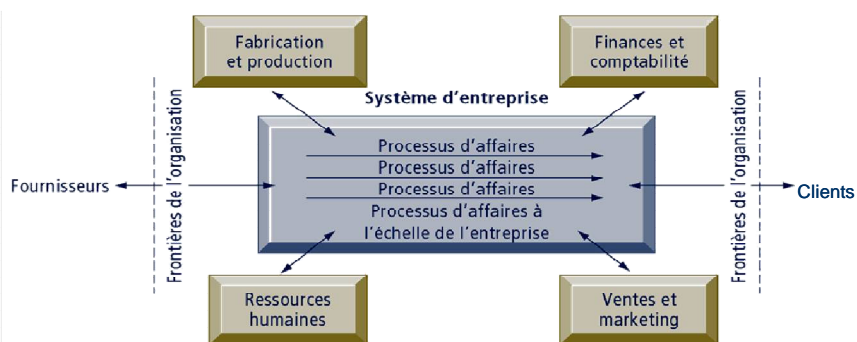 Fabrication
et production
Finances et
comptabilité
Système d'entreprise
Frontières de l'organisation
Fournisseurs
Processus d'affaires
Processus d'affaires
Processus d'affaires
Processus d'affaires à
l'échelle de l'entreprise
Frontières de l'organisation
Clients
Ressources
humaines
Ventes et
marketing